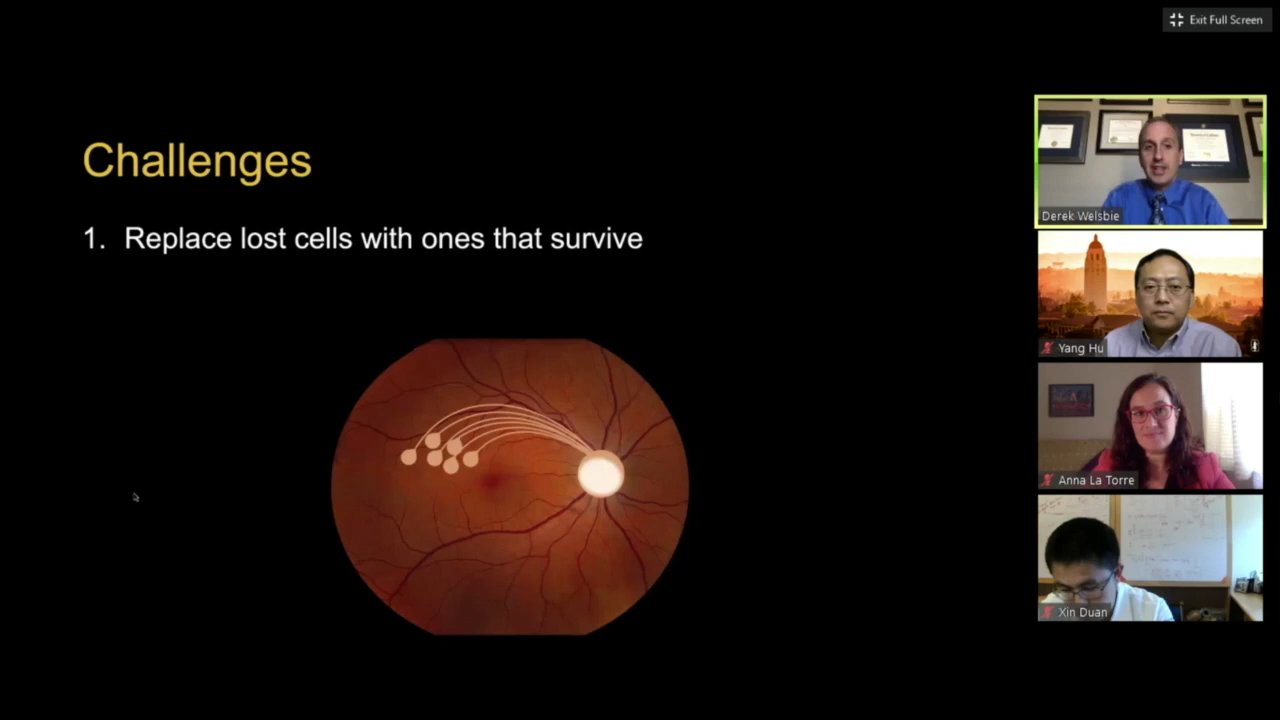 Exit Full Screen
Challenges
1. Replace lost cells with ones that survive
Derek Welsbie
Yang Hu
Anna La Torre
Xin Duan